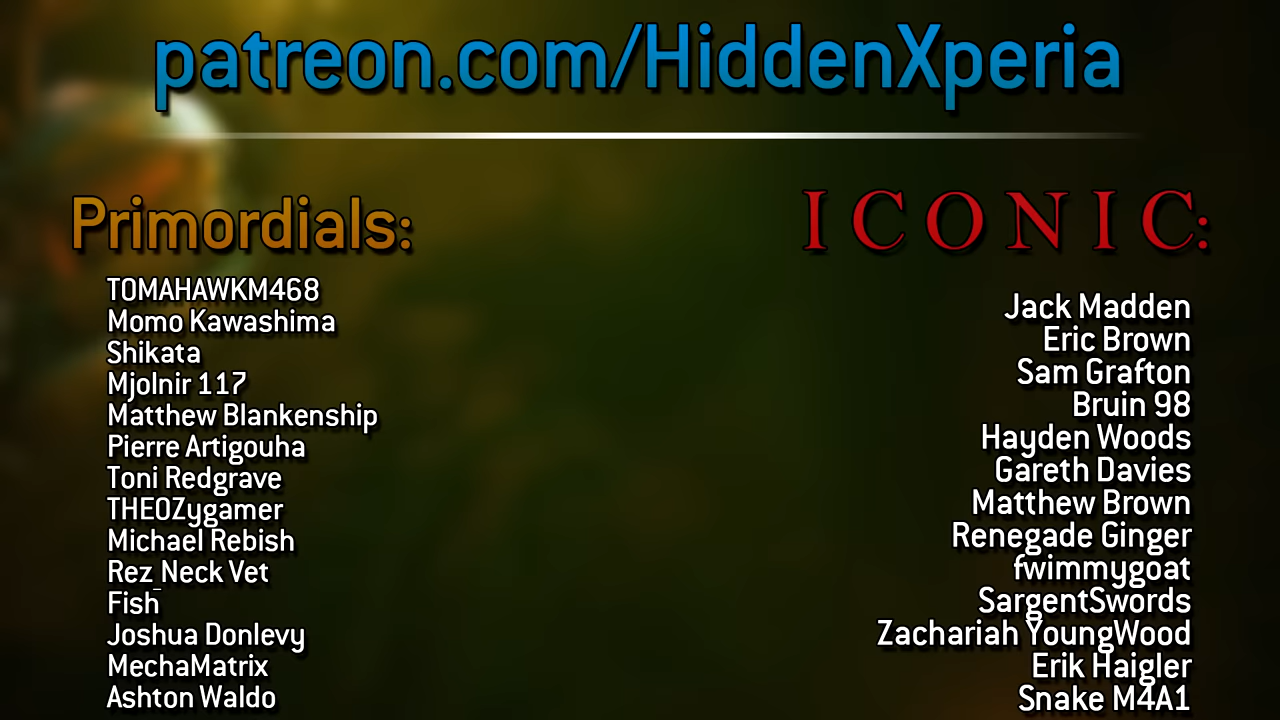 patreon.com/HiddenXperia
Primordials:
TOMAHAWKM468
Momo Kawashima
Shikata
Mjolnir 117
Matthew Blankenship
Pierre Artigouha
Toni Redgrave
THEOZygamer
Michael Rebish
Rez_Neck Vet
Fish
Joshua Donlevy
MechaMatrix
Ashton Waldo
ICONIC:
Jack Madden
Eric Brown
Sam Grafton
Bruin 98
Hayden Woods
Gareth Davies
Matthew Brown
Renegade Ginger
fwimmygoat
SargentSwords
Zachariah YoungWood
Erik Haigler
Snake M4A1